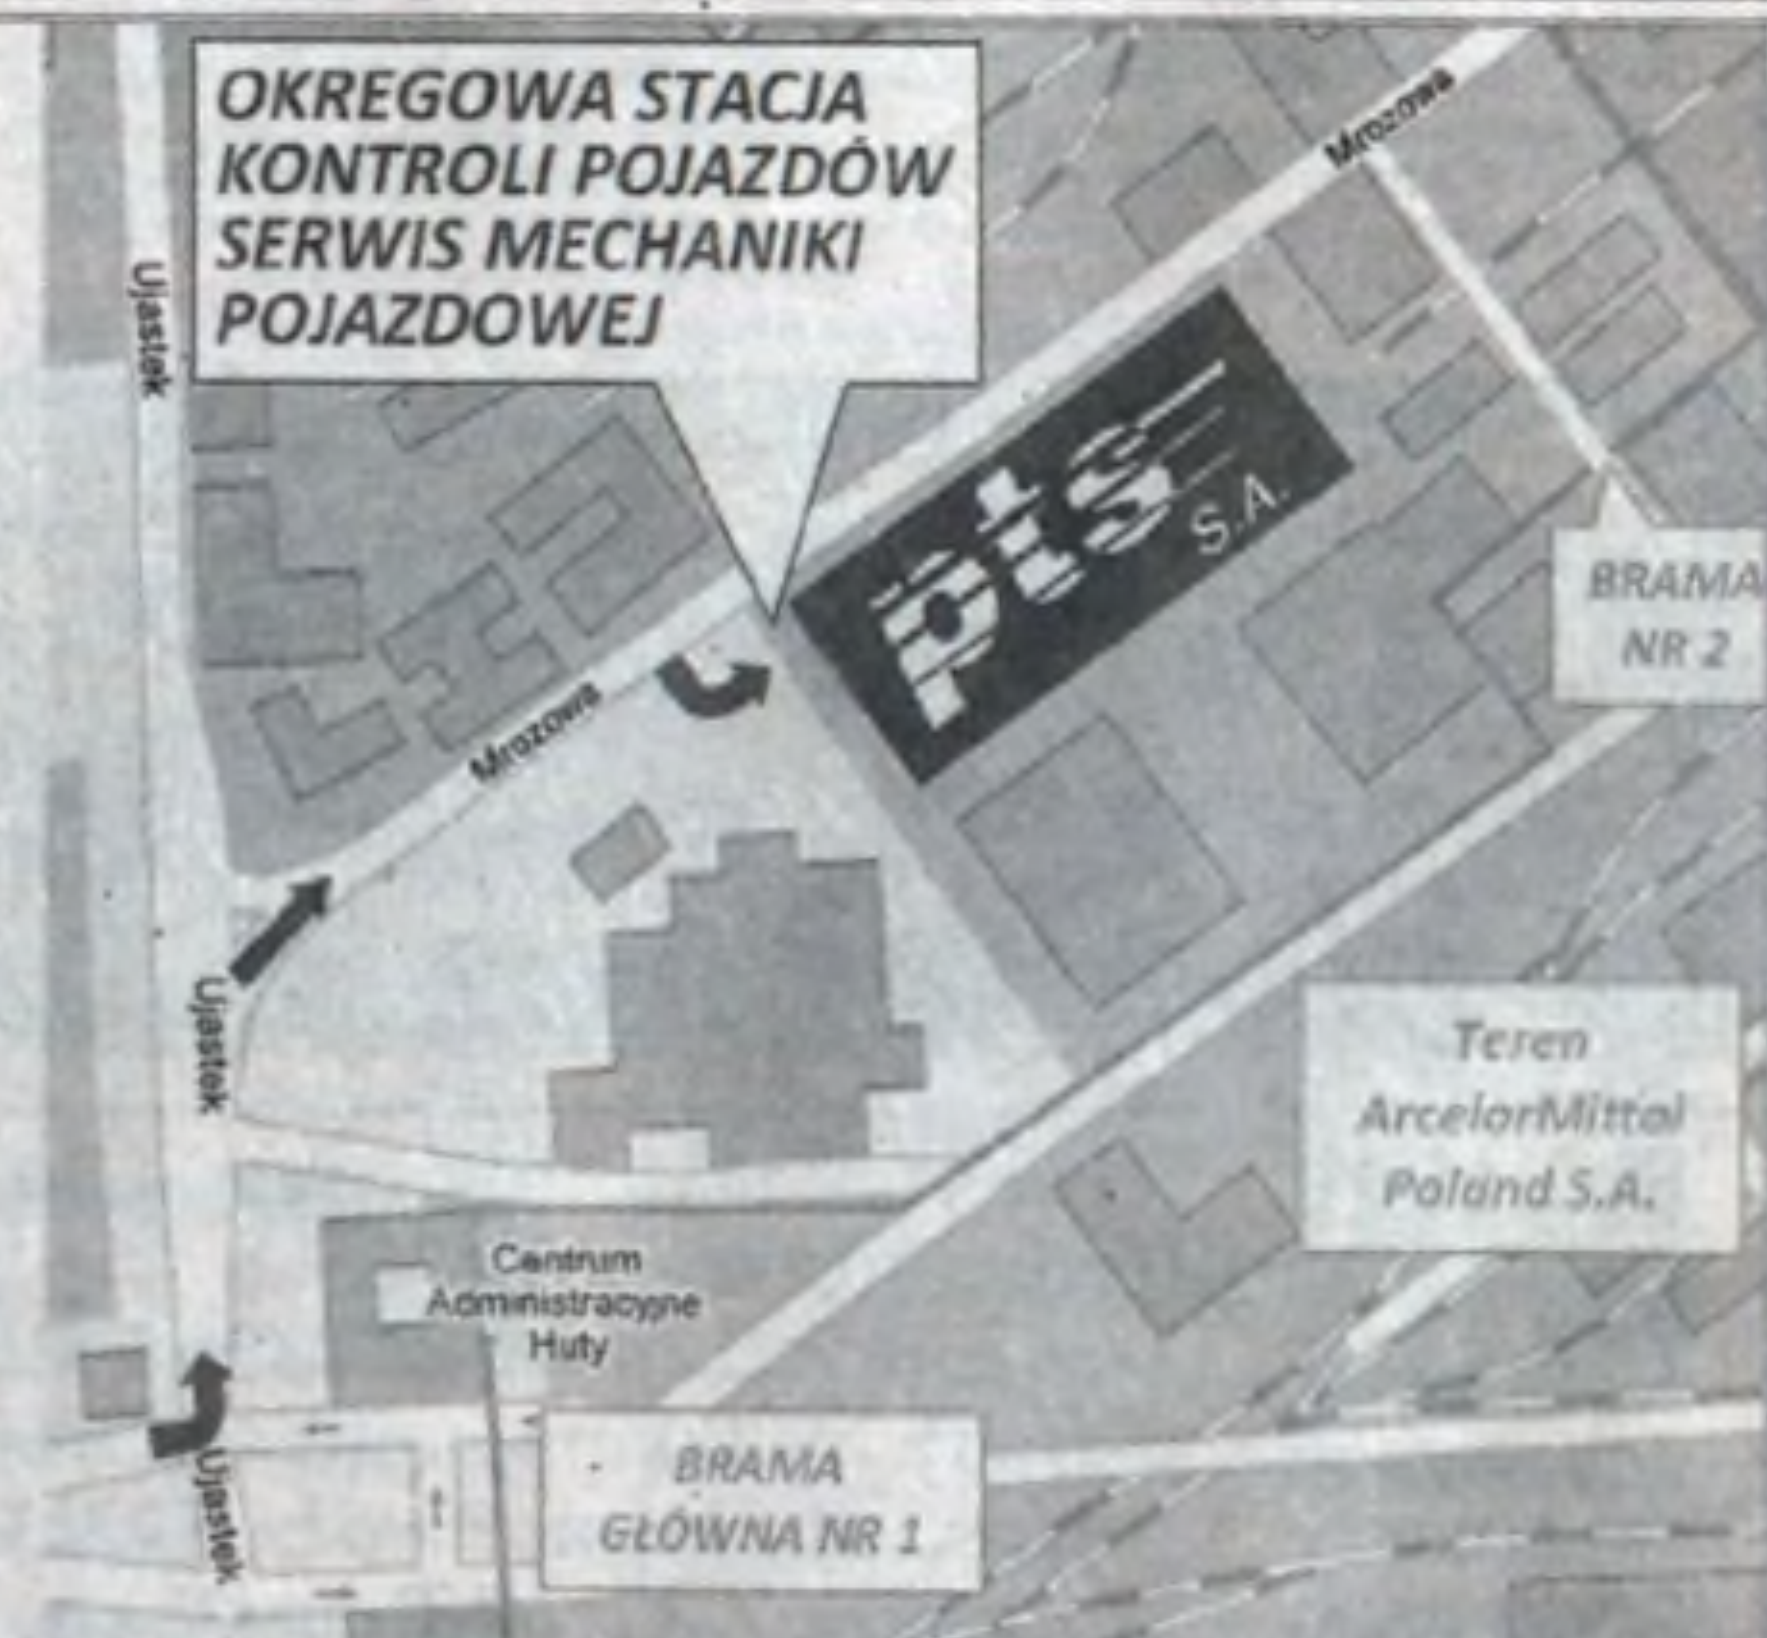 OKREGOWA STACJA
KONTROLI POJAZDÓW
SERWIS MECHANIKI
POJAZDOWEJ
Mrozowa
Ujastek
pts
S.A.
BRAMA
NR 2
Mrozowa
Ujastek
Teren
ArcelorMittal
Poland S.A.
Centrum
Administracyjne
Huty
Ujastek
BRAMA
GŁÓWNA NR 1